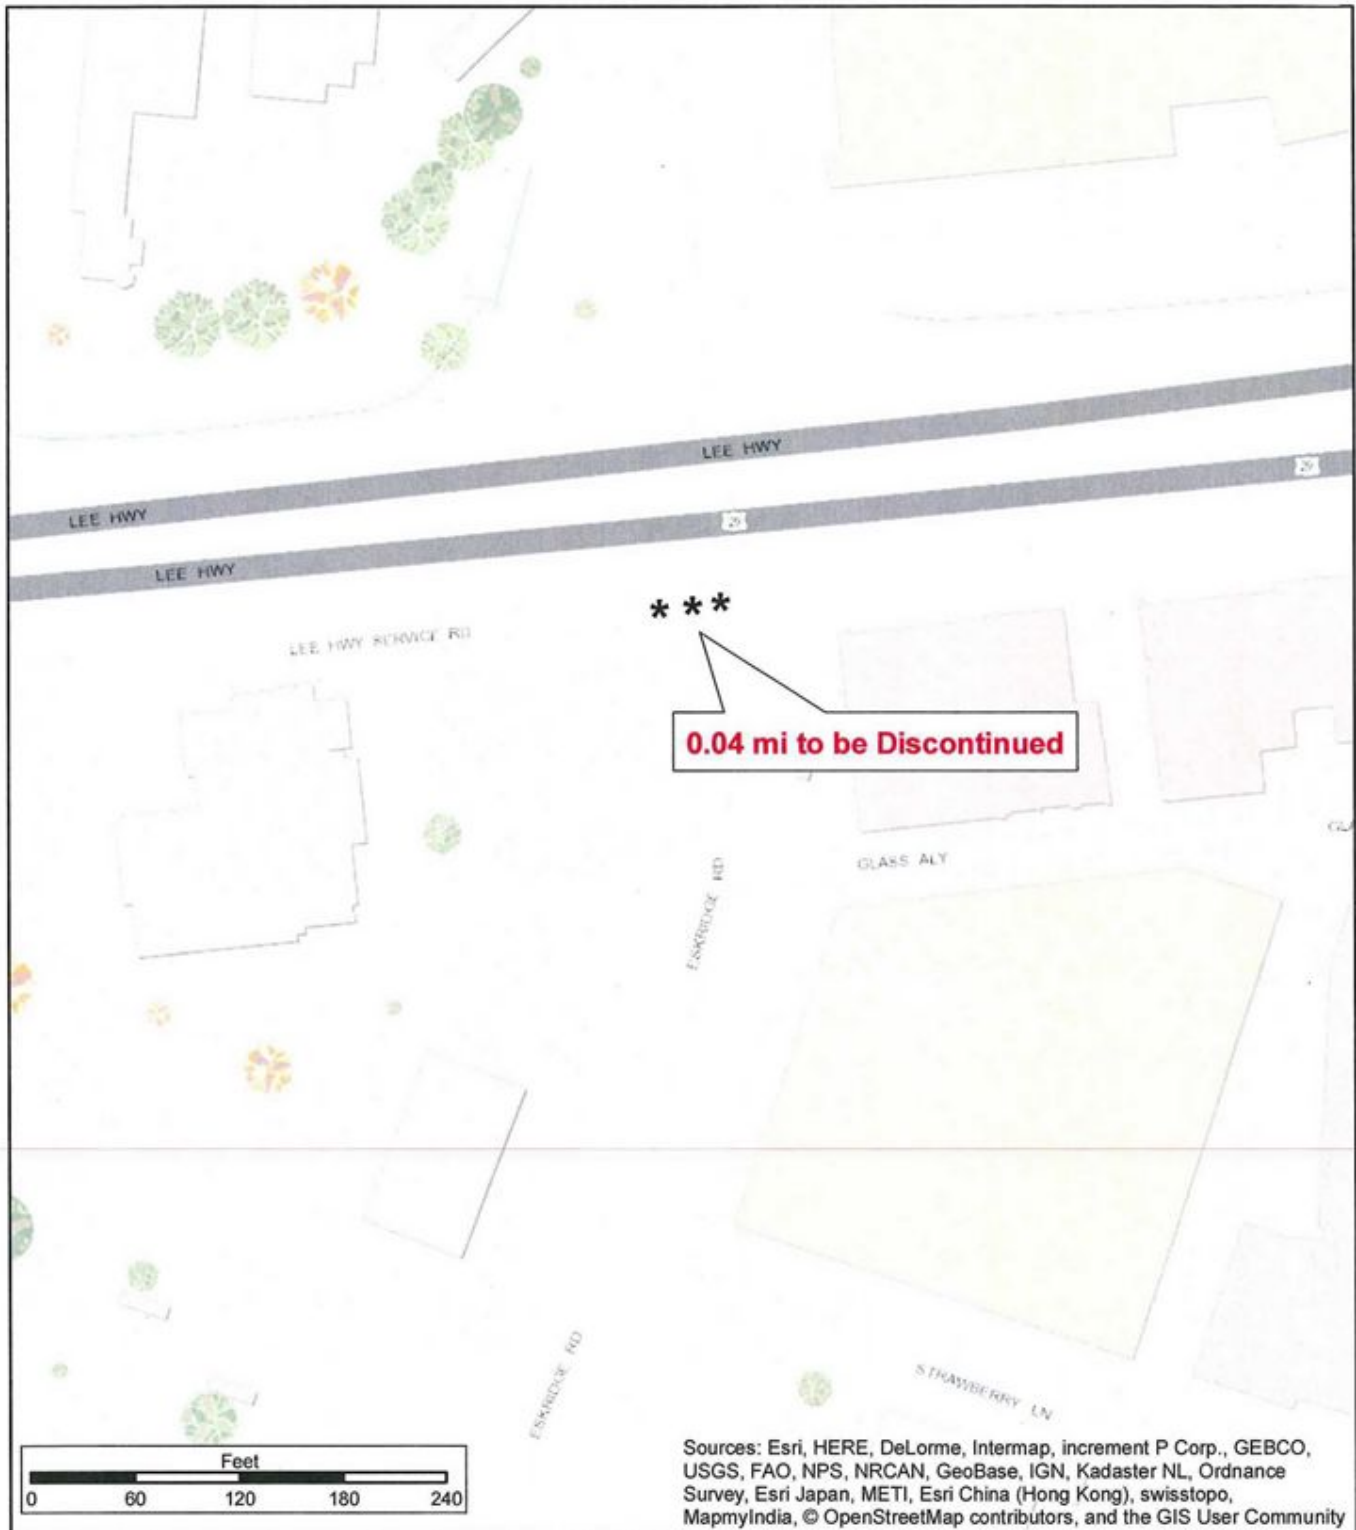 LEE HWY
29
LEE HWY
29
LEE HWY
* * *
LEE HWY SERVICE RD
0.04 mi to be Discontinued
GLASS ALY
ESKRIDGE RD
ESKRIDGE RD
STRAWBERRY LN
Feet
0 60 120 180 240
Sources: Esri, HERE, DeLorme, Intermap, increment P Corp., GEBCO,
USGS, FAO, NPS, NRCAN, GeoBase, IGN, Kadaster NL, Ordnance
Survey, Esri Japan, METI, Esri China (Hong Kong), swisstopo,
MapmyIndia, © OpenStreetMap contributors, and the GIS User Community